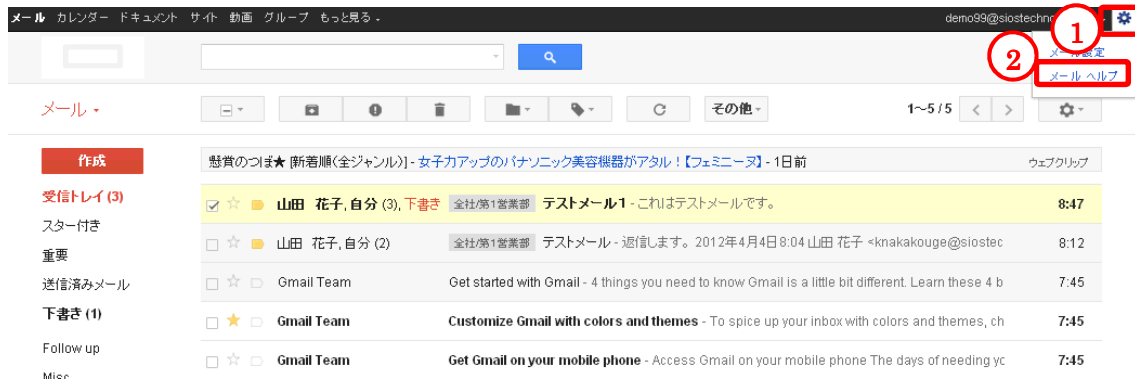 メール カレンダー ドキュメント サイト 動画 グループ もっと見る
demo99@siostechno
1
2
メール設定
メール ヘルプ
メール
その他
1～5 / 5
作成
懸賞のつぼ★ [新着順(全ジャンル)] - 女子力アップのパナソニック美容機器がアタル！【フェミニーヌ】 - 1日前
ウェブクリップ
受信トレイ (3)
スター付き
重要
送信済みメール
下書き (1)
Follow up
Misc
山田 花子, 自分 (3), 下書き 全社/第1営業部 テストメール1 - これはテストメールです。 8:47
山田 花子, 自分 (2) 全社/第1営業部 テストメール - 返信します。2012年4月4日8:04 山田 花子 <knakakouge@siostec 8:12
Gmail Team Get started with Gmail - 4 things you need to know Gmail is a little bit different. Learn these 4 b 7:45
Gmail Team Customize Gmail with colors and themes - To spice up your inbox with colors and themes, ch 7:45
Gmail Team Get Gmail on your mobile phone - Access Gmail on your mobile phone The days of needing yc 7:45